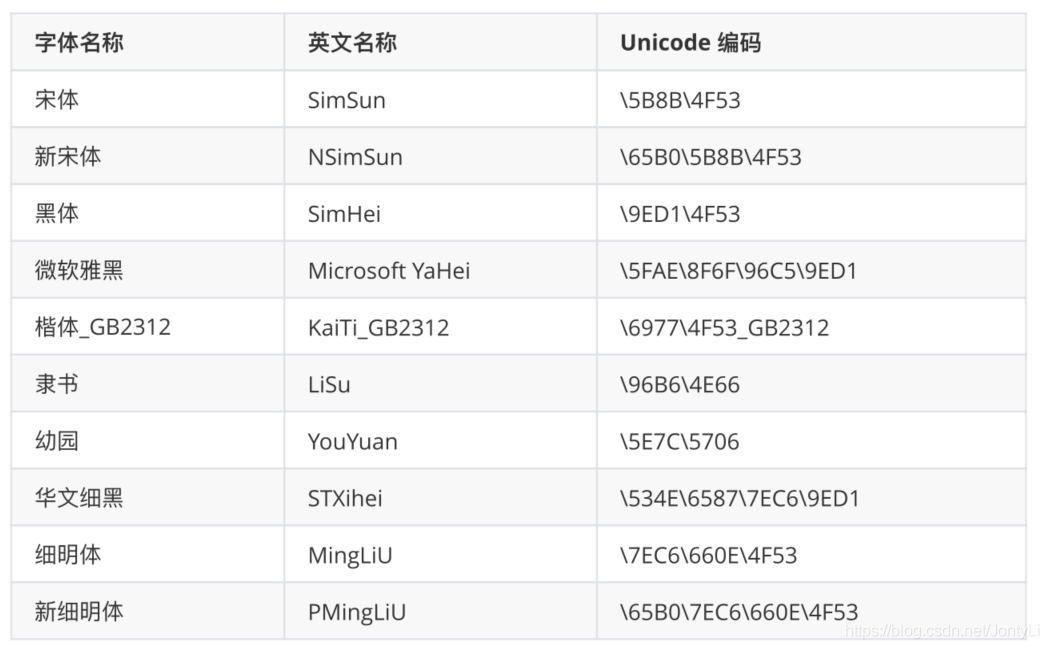 字体名称 英文名称 Unicode 编码
宋体 SimSun \5B8B\4F53
新宋体 NSimSun \65B0\5B8B\4F53
黑体 SimHei \9ED1\4F53
微软雅黑 Microsoft YaHei \5FAE\8F6F\96C5\9ED1
楷体_GB2312 KaiTi_GB2312 \6977\4F53_GB2312
隶书 LiSu \96B6\4E66
幼园 YouYuan \5E7C\5706
华文细黑 STXihei \534E\6587\7EC6\9ED1
细明体 MingLiU \7EC6\660E\4F53
新细明体 PMingLiU \65B0\7EC6\660E\4F53
https://blog.csdn.net/JontyLi